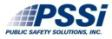 PSSi
PUBLIC SAFETY SOLUTIONS, INC.